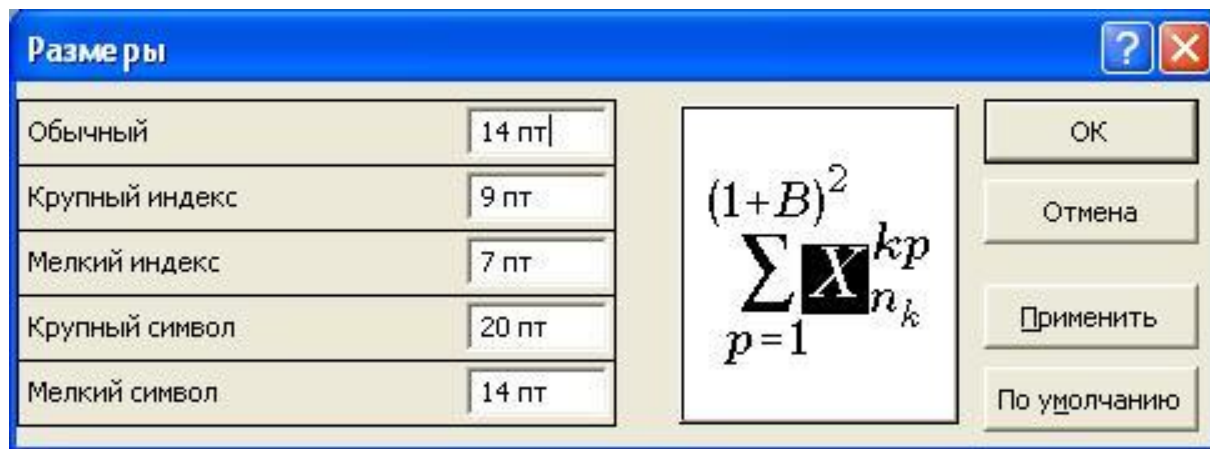 Размеры
Обычный 14 пт
Крупный индекс 9 пт
Мелкий индекс 7 пт
Крупный символ 20 пт
Мелкий символ 14 пт
(1+B)²
∑ X kp
n k
p=1
?
OK
Отмена
Применить
По умолчанию